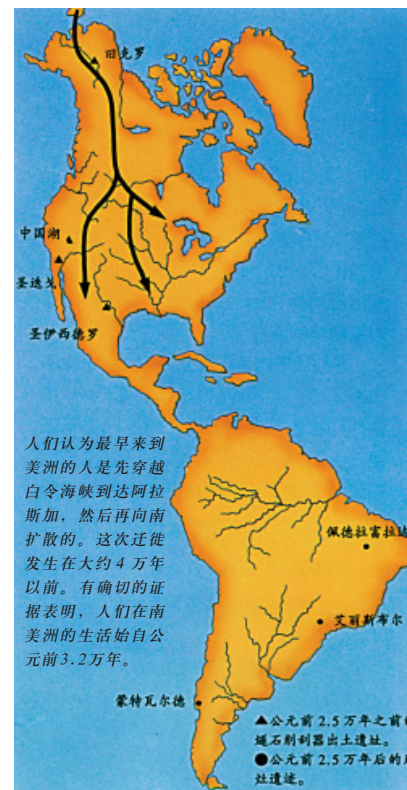 旧克罗
中国湖
圣迭戈
圣伊西德罗
人们认为最早来到
美洲的人是先穿越
白令海峡到达阿拉
斯加，然后再向南
扩散的。这次迁徙
发生在大约 4 万年
以前。有确切的证
据表明，人们在南
美洲的生活始自公
元前3.2万年。
佩德拉富拉达
艾丽斯布尔
蒙特瓦尔德
▲公元前 2.5 万年之前
燧石刮削器出土遗址。
●公元前 2.5 万年后的
灶遗迹。